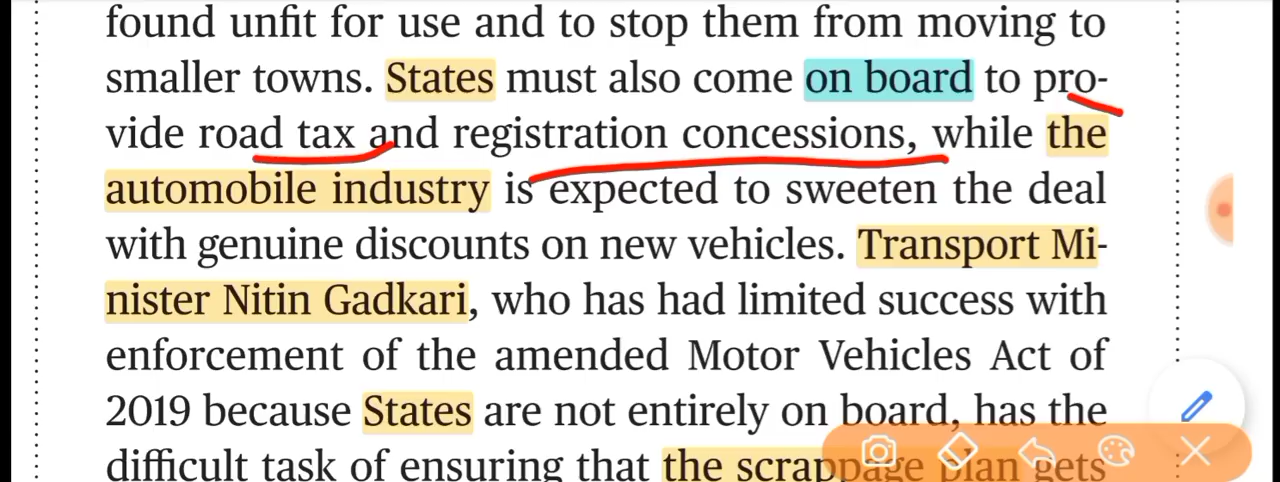 found unfit for use and to stop them from moving to
smaller towns. States must also come on board to pro-
vide road tax and registration concessions, while the
automobile industry is expected to sweeten the deal
with genuine discounts on new vehicles. Transport Mi-
nister Nitin Gadkari, who has had limited success with
enforcement of the amended Motor Vehicles Act of
2019 because States are not entirely on board, has the
difficult task of ensuring that the scrappage plan gets